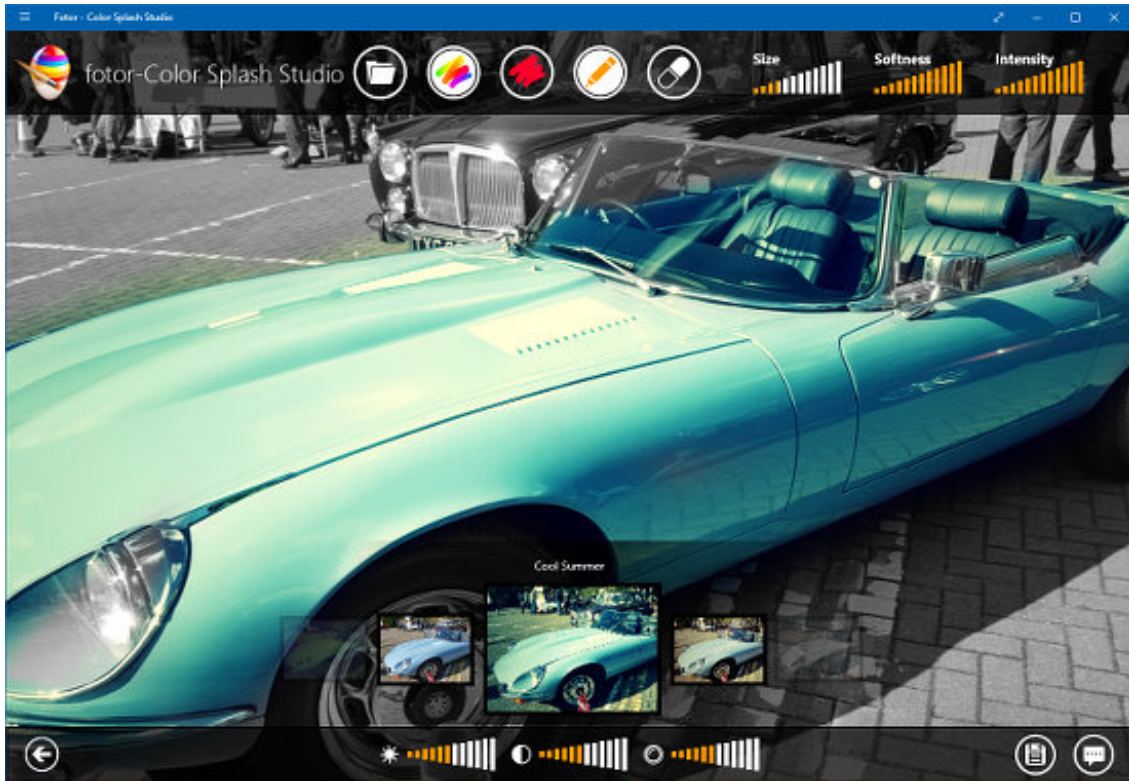 Fotor - Color Splash Studio
fotor-Color Splash Studio
Size
Softness
Intensity
Cool Summer